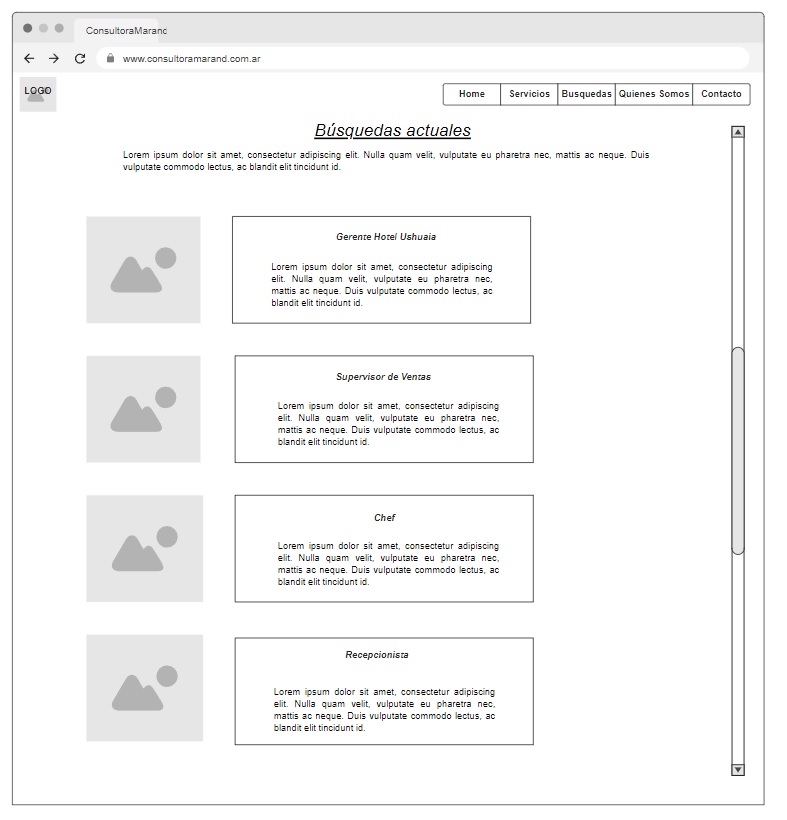 ConsultoraMarand
www.consultoramarand.com.ar
LOGO
Home Servicios Busquedas Quienes Somos Contacto
Búsquedas actuales
Lorem ipsum dolor sit amet, consectetur adipiscing elit. Nulla quam velit, vulputate eu pharetra nec, mattis ac neque. Duis
vulputate commodo lectus, ac blandit elit tincidunt id.
Gerente Hotel Ushuaia
Lorem ipsum dolor sit amet, consectetur adipiscing
elit. Nulla quam velit, vulputate eu pharetra nec,
mattis ac neque. Duis vulputate commodo lectus, ac
blandit elit tincidunt id.
Supervisor de Ventas
Lorem ipsum dolor sit amet, consectetur adipiscing
elit. Nulla quam velit, vulputate eu pharetra nec,
mattis ac neque. Duis vulputate commodo lectus, ac
blandit elit tincidunt id.
Chef
Lorem ipsum dolor sit amet, consectetur adipiscing
elit. Nulla quam velit, vulputate eu pharetra nec,
mattis ac neque. Duis vulputate commodo lectus, ac
blandit elit tincidunt id.
Recepcionista
Lorem ipsum dolor sit amet, consectetur adipiscing
elit. Nulla quam velit, vulputate eu pharetra nec,
mattis ac neque. Duis vulputate commodo lectus, ac
blandit elit tincidunt id.